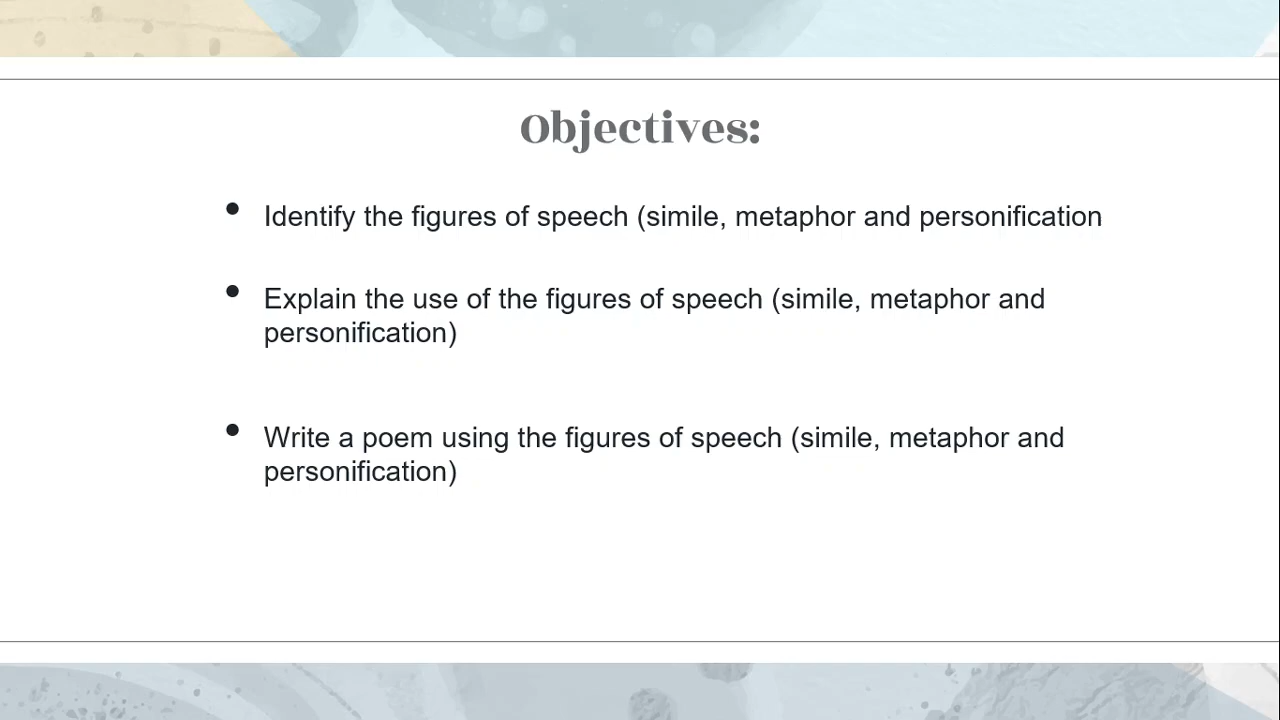 Objectives:
• Identify the figures of speech (simile, metaphor and personification
• Explain the use of the figures of speech (simile, metaphor and
personification)
• Write a poem using the figures of speech (simile, metaphor and
personification)